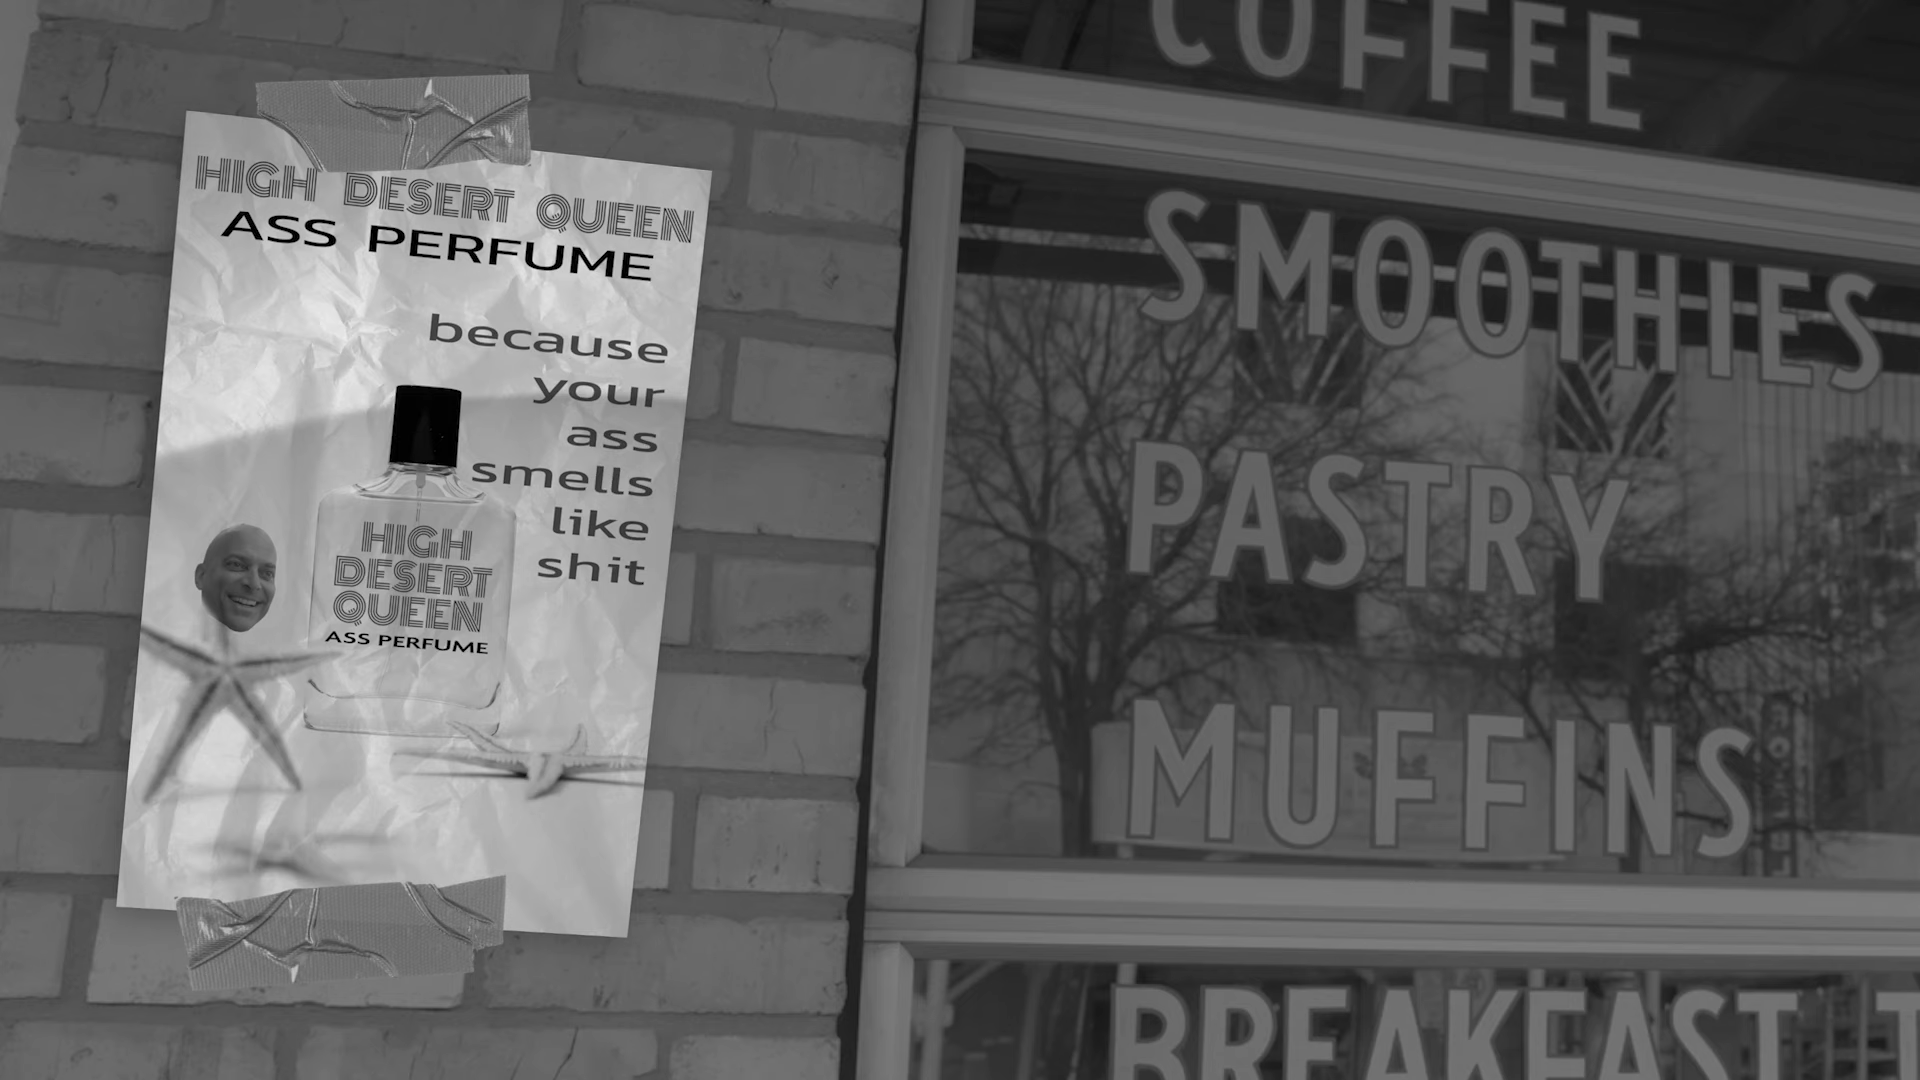 HIGH DESERT QUEEN
ASS PERFUME
because
your
ass
smells
like
shit
HIGH
DESERT
QUEEN
ASS PERFUME
COFFEE
SMOOTHIES
PASTRY
MUFFINS
BREAKFAST